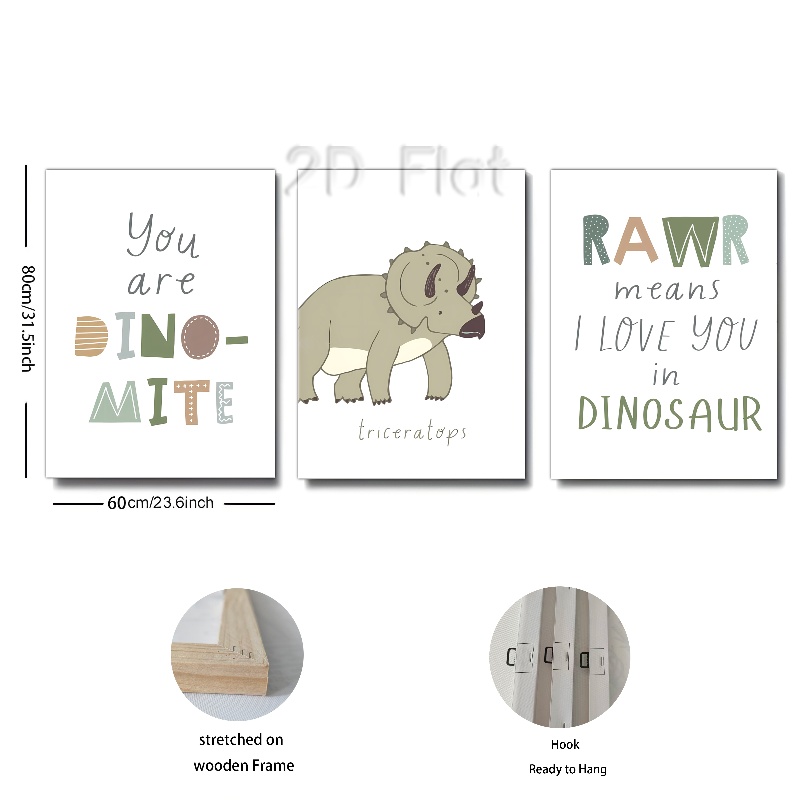 2D Flat
You
are
DINO-
MITE
triceratops
RAWR
means
I LOVE YOU
in
DINOSAUR
80cm/31.5inch
60cm/23.6inch
stretched on
wooden Frame
Hook
Ready to Hang